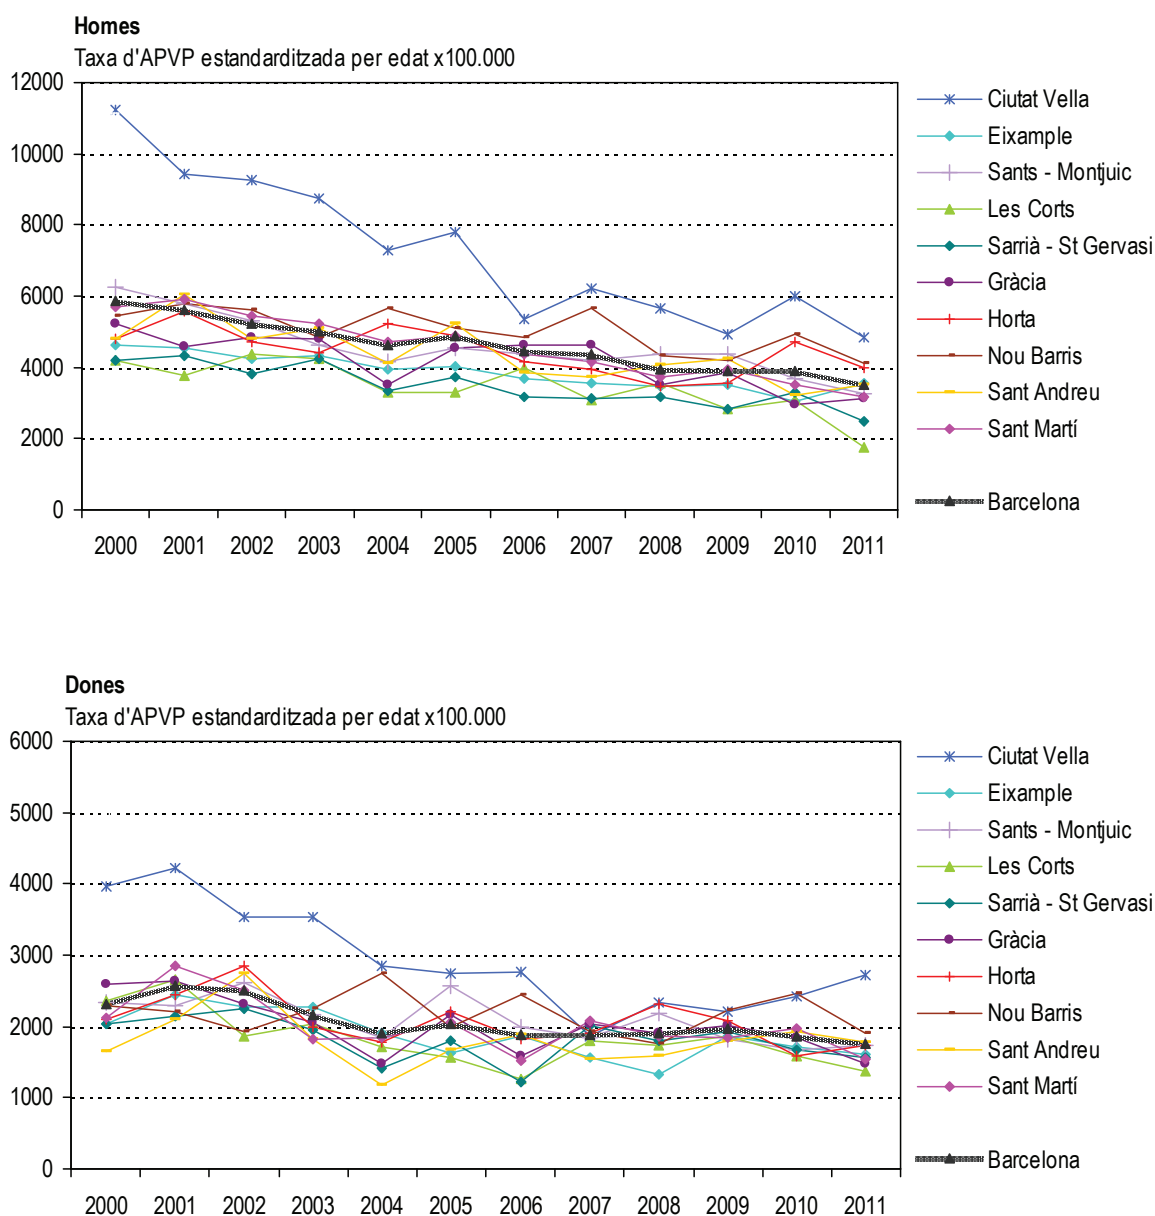 Homes
Taxa d'APVP estandarditzada per edat x100.000
12000
10000
8000
6000
4000
2000
0
2000 2001 2002 2003 2004 2005 2006 2007 2008 2009 2010 2011
Ciutat Vella
Eixample
Sants - Montjuic
Les Corts
Sarrià - St Gervasi
Gràcia
Horta
Nou Barris
Sant Andreu
Sant Martí
Barcelona
Dones
Taxa d'APVP estandarditzada per edat x100.000
6000
5000
4000
3000
2000
1000
0
2000 2001 2002 2003 2004 2005 2006 2007 2008 2009 2010 2011
Ciutat Vella
Eixample
Sants - Montjuic
Les Corts
Sarrià - St Gervasi
Gràcia
Horta
Nou Barris
Sant Andreu
Sant Martí
Barcelona